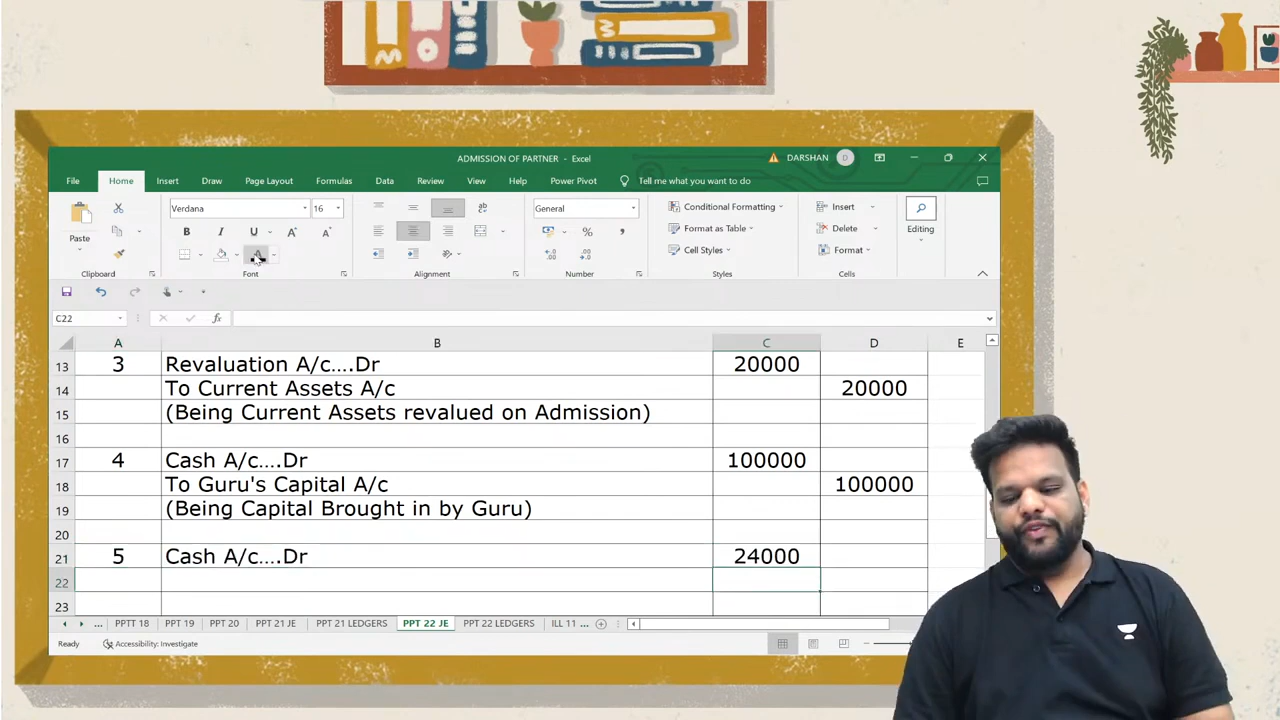 ADMISSION OF PARTNER - Excel
DARSHAN D
File Home Insert Draw Page Layout Formulas Data Review View Help Power Pivot Tell me what you want to do
Verdana 16 General Conditional Formatting Insert
Paste B I U A A % , Format as Table Delete Editing
A Cell Styles Format
Clipboard Font Alignment Number Styles Cells
C22 fx
A B C D E
13 3 Revaluation A/c....Dr 20000
14 To Current Assets A/c 20000
15 (Being Current Assets revalued on Admission)
16
17 4 Cash A/c....Dr 100000
18 To Guru's Capital A/c 100000
19 (Being Capital Brought in by Guru)
20
21 5 Cash A/c....Dr 24000
22
23
... PPTT 18 PPT 19 PPT 20 PPT 21 JE PPT 21 LEDGERS PPT 22 JE PPT 22 LEDGERS ILL 11 ...
Ready Accessibility: Investigate